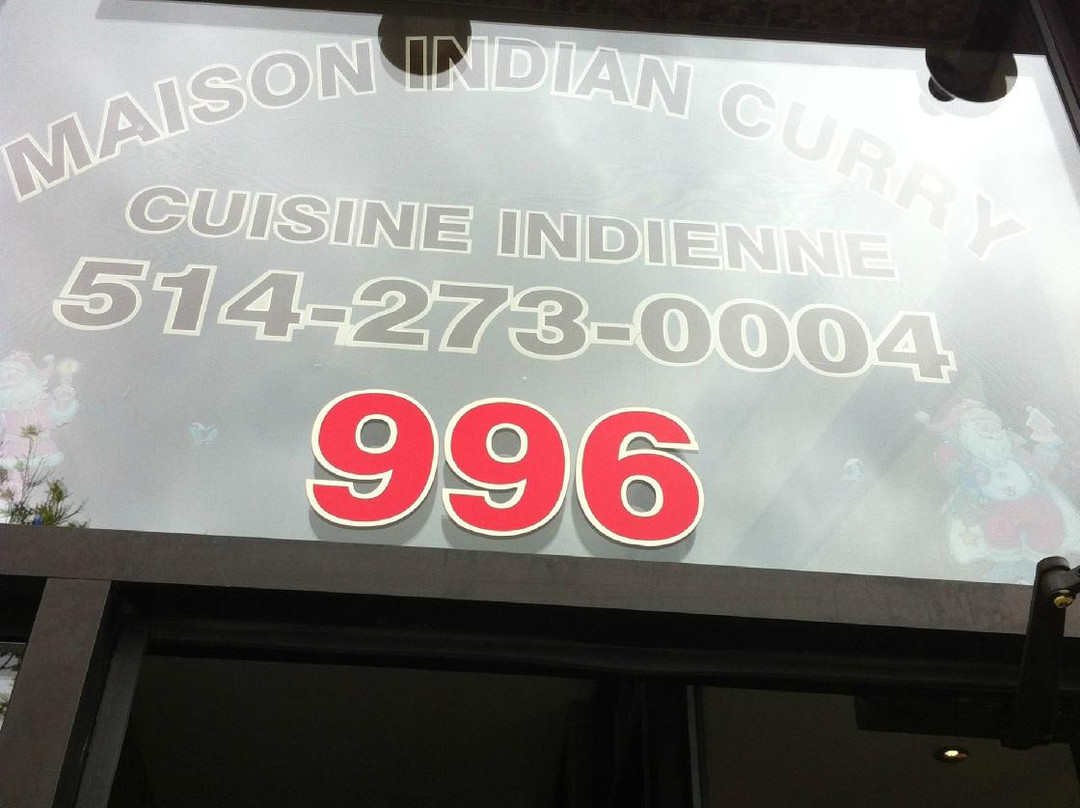 MAISON INDIAN CURRY
CUISINE INDIENNE
514-273-0004
996